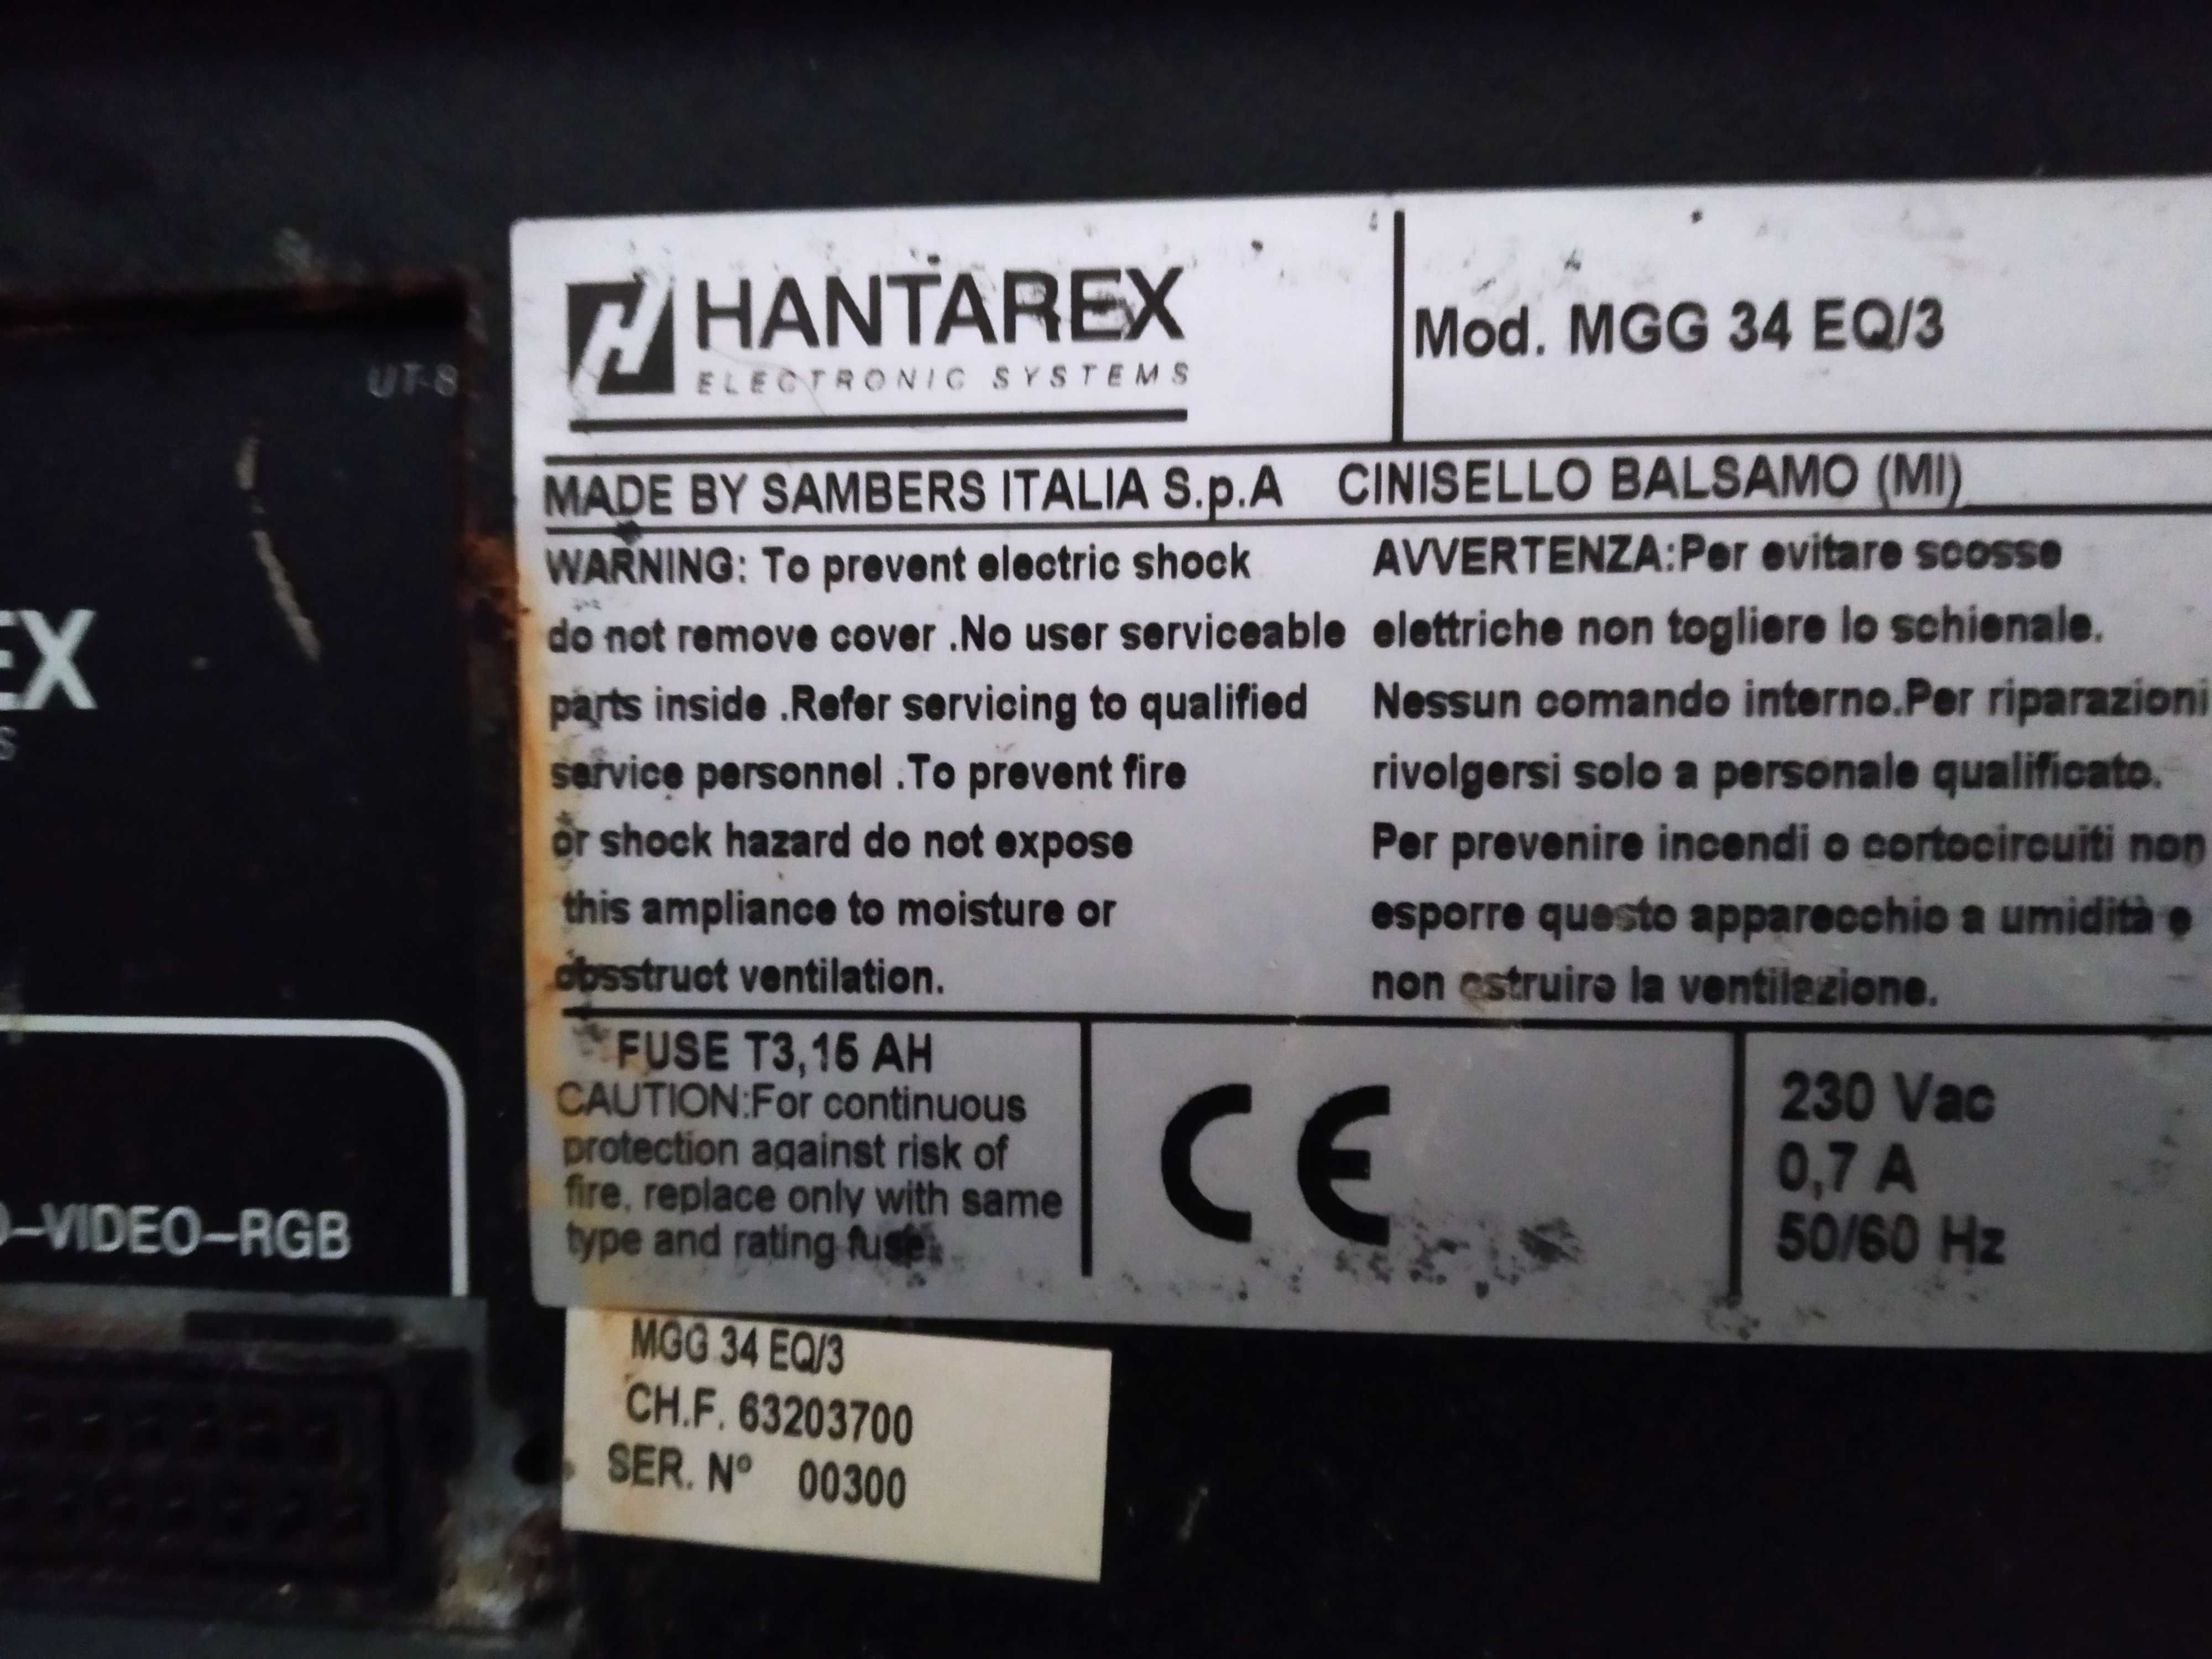 HANTAREX
ELECTRONIC SYSTEMS
Mod. MGG 34 EQ/3
MADE BY SAMBERS ITALIA S.p.A CINISELLO BALSAMO (MI)
WARNING: To prevent electric shock
do not remove cover .No user serviceable
parts inside .Refer servicing to qualified
service personnel .To prevent fire
or shock hazard do not expose
this ampliance to moisture or
obsstruct ventilation.
AVVERTENZA:Per evitare scosse
elettriche non togliere lo schienale.
Nessun comando interno.Per riparazioni
rivolgersi solo a personale qualificato.
Per prevenire incendi o cortocircuiti non
esporre questo apparecchio a umidità e
non ostruire la ventilazione.
FUSE T3,15 AH
CAUTION:For continuous
protection against risk of
fire, replace only with same
type and rating fuse.
CE
230 Vac
0,7 A
50/60 Hz
MGG 34 EQ/3
CH.F. 63203700
SER. N° 00300
UT-8
EX
S
O-VIDEO-RGB